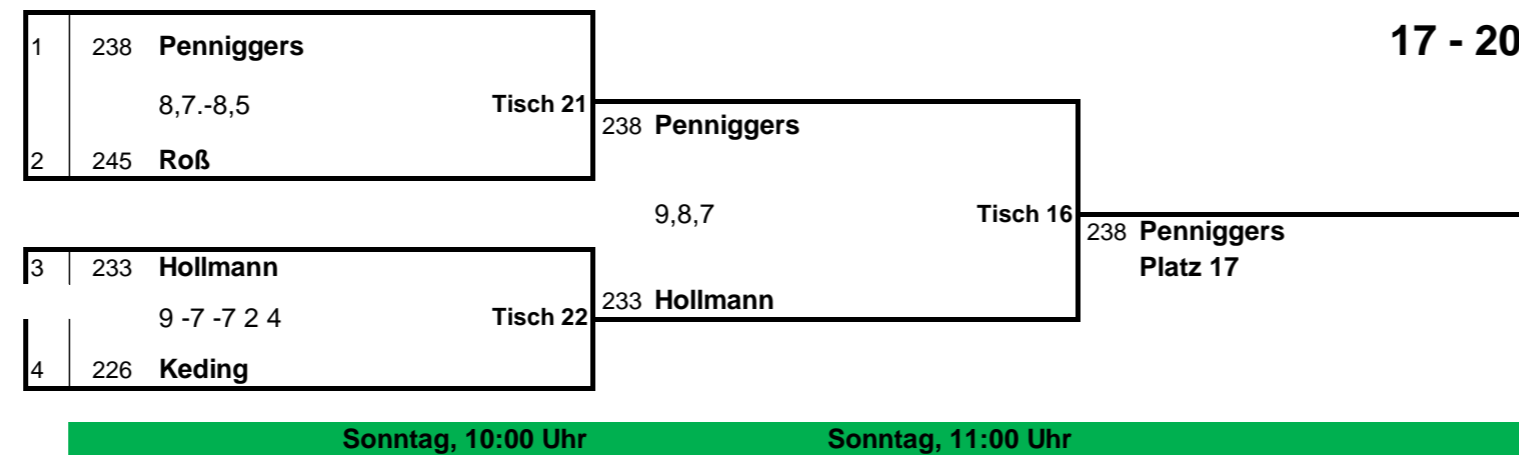 17 - 20
1 238 Penniggers
8,7.-8,5 Tisch 21
238 Penniggers
2 245 Roß
9,8,7 Tisch 16
238 Penniggers
Platz 17
3 233 Hollmann
233 Hollmann
9 -7 -7 2 4 Tisch 22
4 226 Keding
Sonntag, 10:00 Uhr Sonntag, 11:00 Uhr